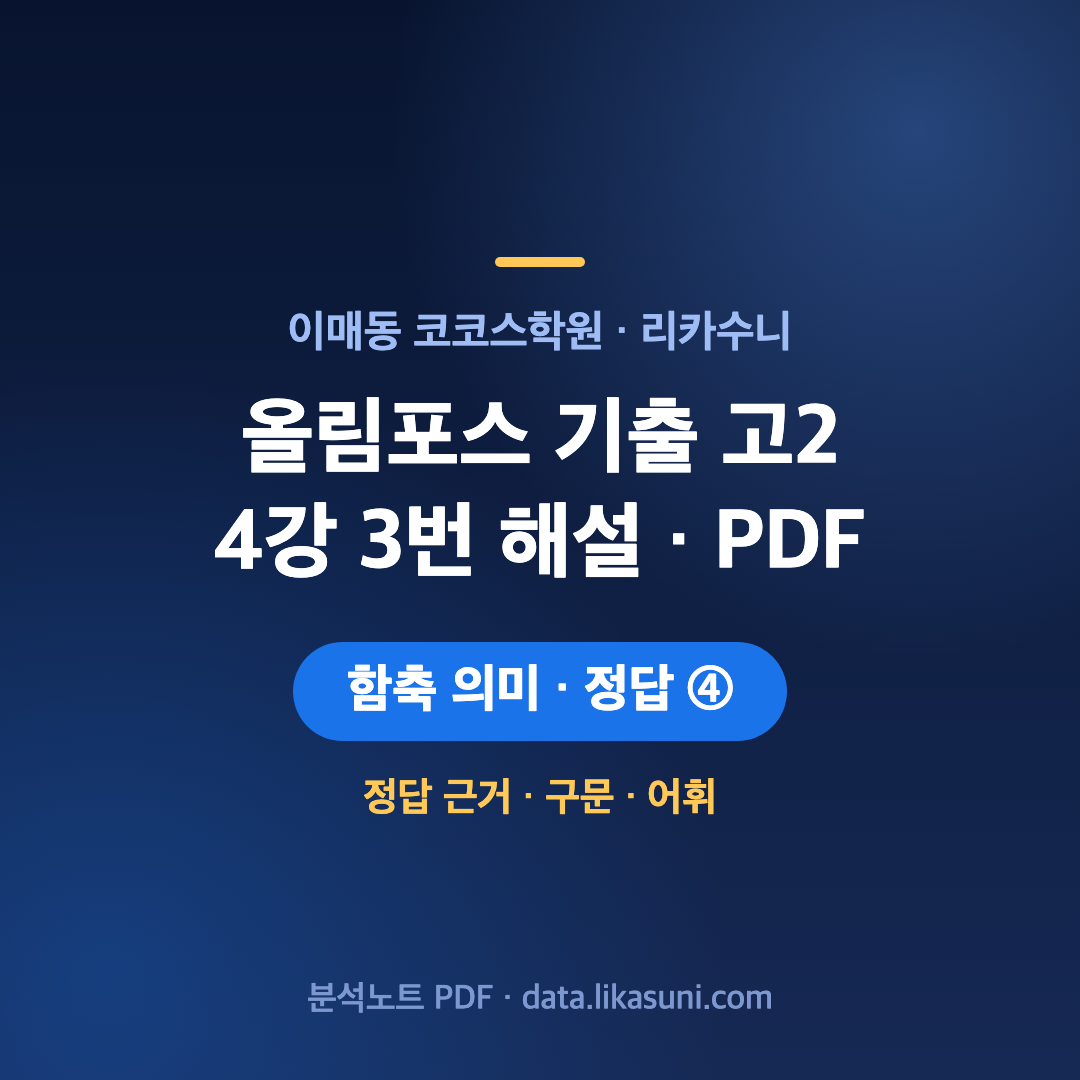 이매동 코코스학원 · 리카수니
올림포스 기출 고2
4강 3번 해설 · PDF
함축 의미 · 정답 ④
정답 근거 · 구문 · 어휘
분석노트 PDF · data.likasuni.com